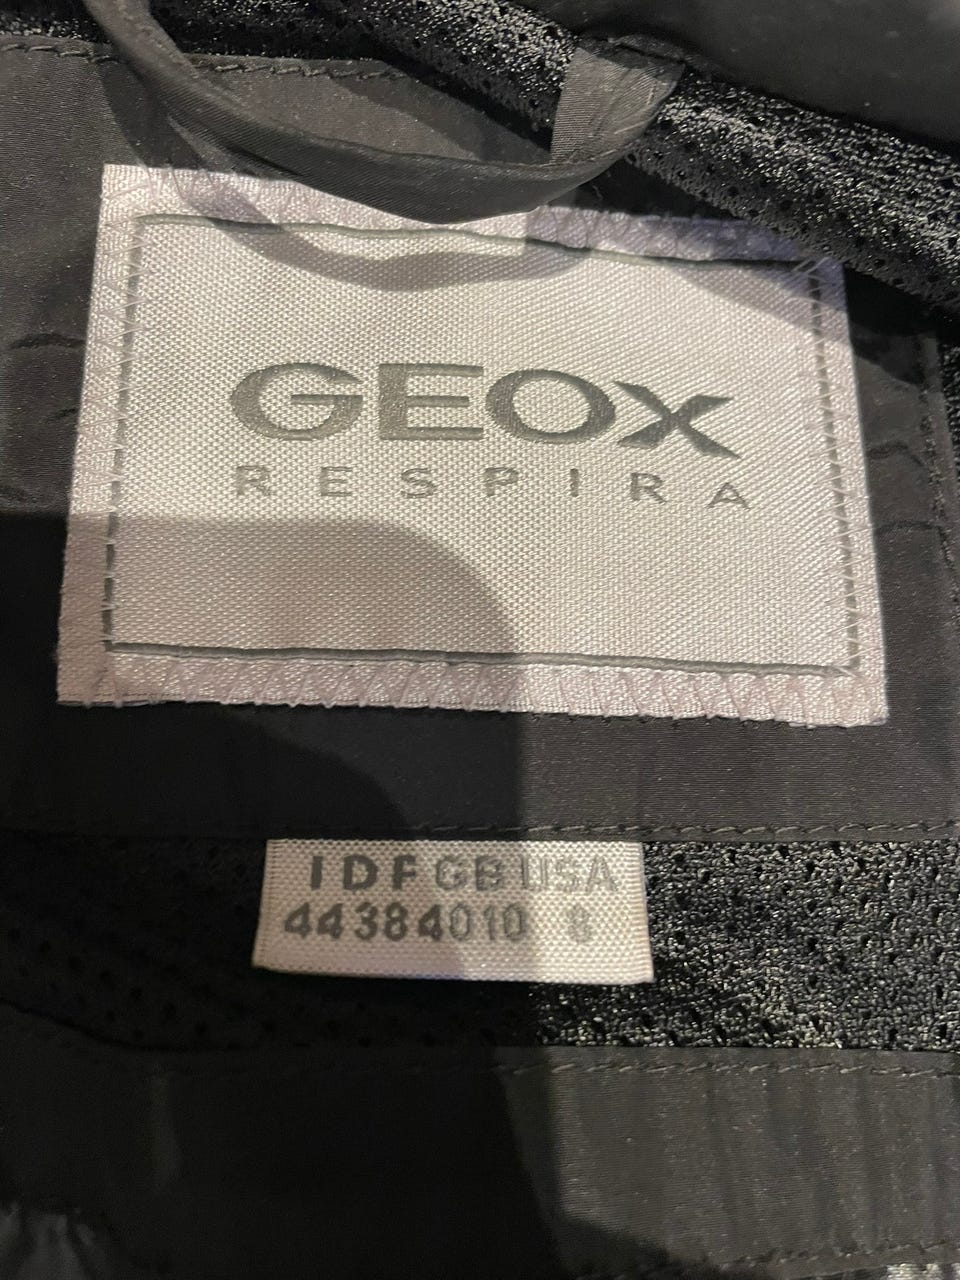 GEOX
RESPIRA
I D F GB USA
44 38 40 10 8